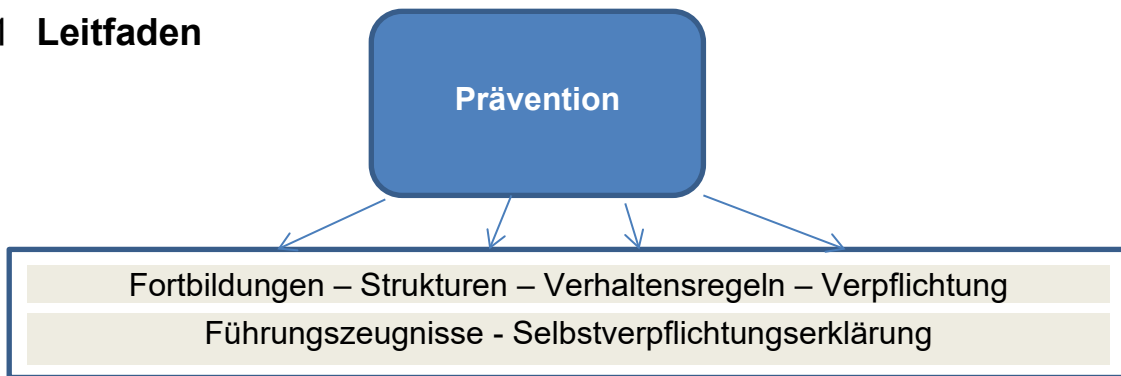 1 Leitfaden
Prävention
Fortbildungen – Strukturen – Verhaltensregeln – Verpflichtung
Führungszeugnisse - Selbstverpflichtungserklärung